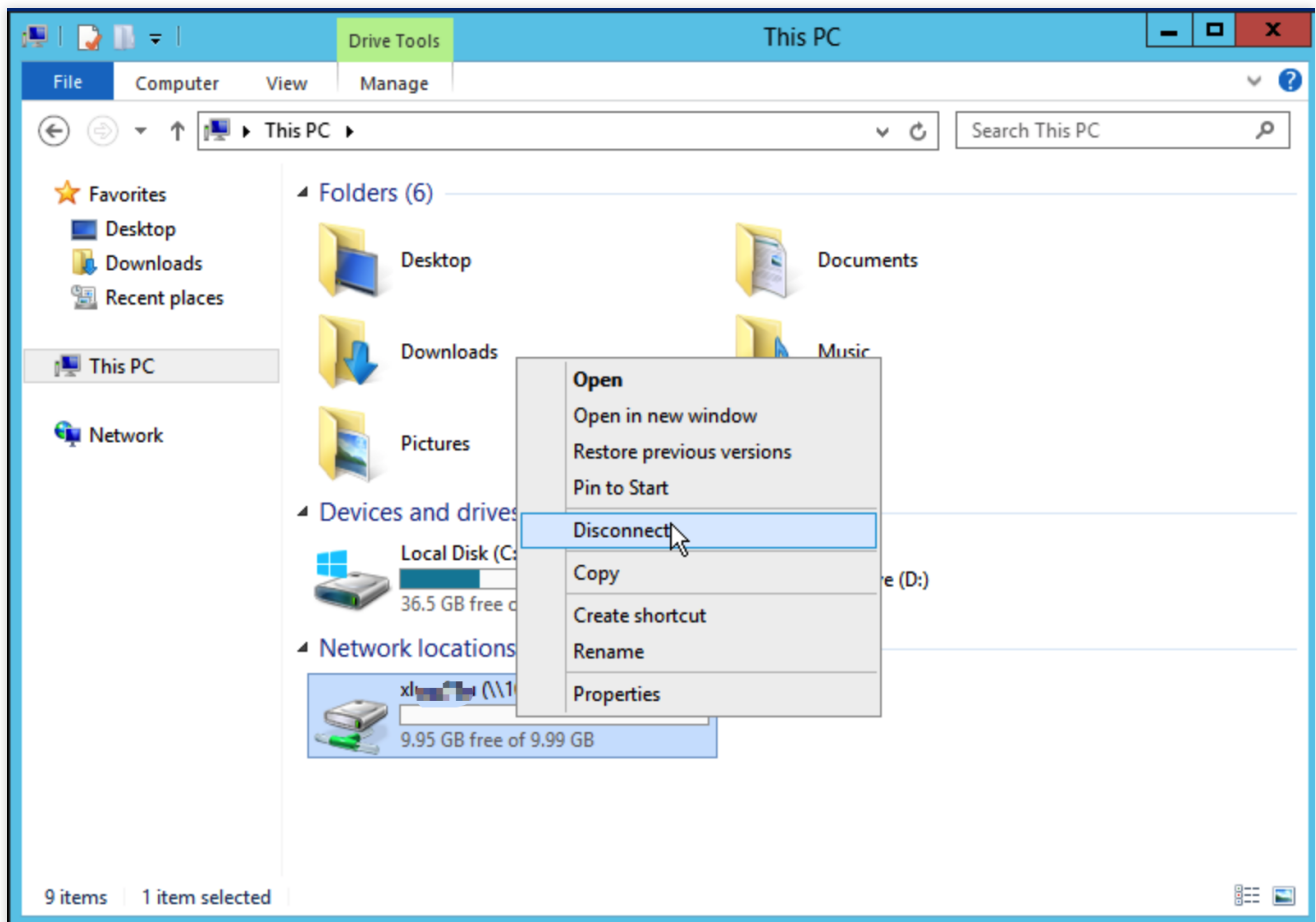 Drive Tools
This PC
File Computer View Manage
This PC
Search This PC
Favorites
Desktop
Downloads
Recent places
This PC
Network
Folders (6)
Desktop
Documents
Downloads
Music
Pictures
Open
Open in new window
Restore previous versions
Pin to Start
Disconnect
Copy
Create shortcut
Rename
Properties
Devices and drives
Local Disk (C:
36.5 GB free
(D:)
Network locations
9.95 GB free of 9.99 GB
9 items 1 item selected